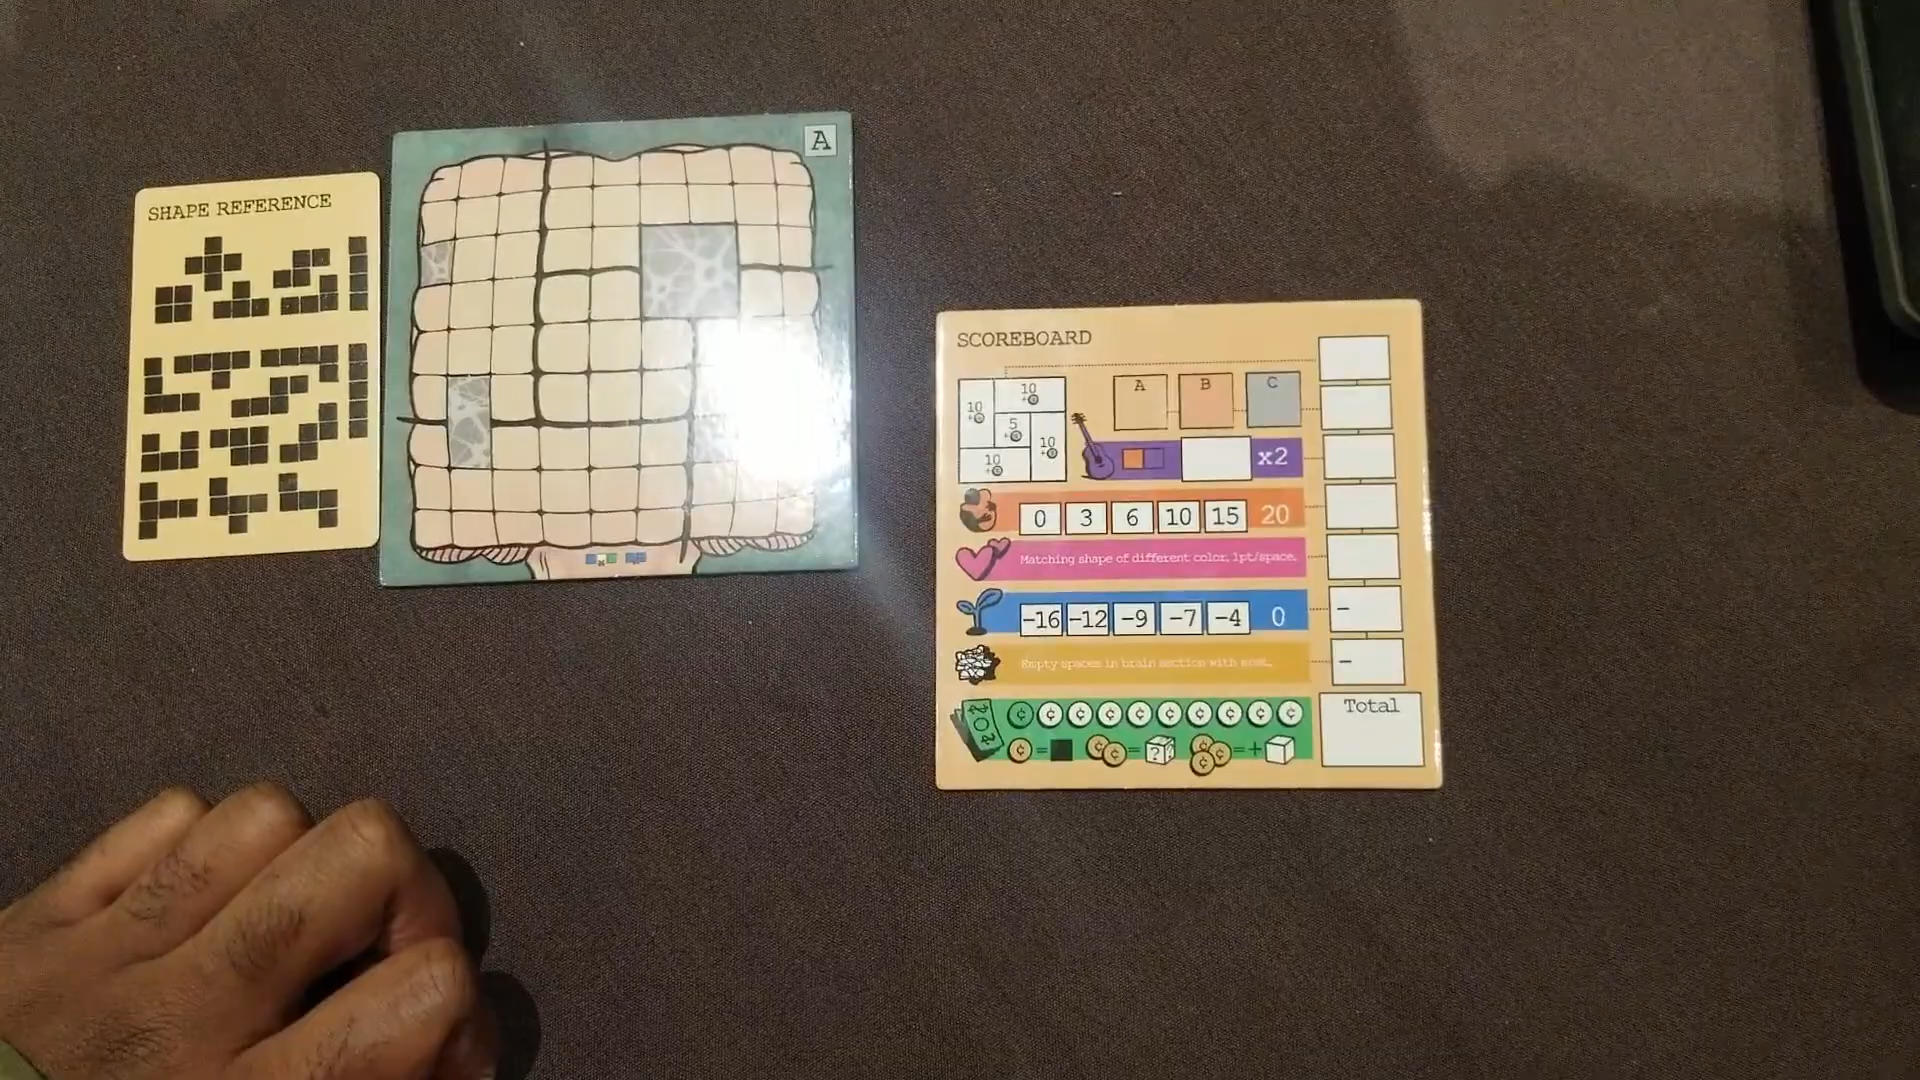 SHAPE REFERENCE
A
SCOREBOARD
10
10
5
10
10
A B C
x2
0 3 6 10 15 20
Matching shape of different color, 1pt/space.
-16 -12 -9 -7 -4 0
-
Empty spaces in brain section with most.
-
¢ ¢ ¢ ¢ ¢ ¢ ¢ ¢ ¢ ¢
¢ = ¢ ¢ = ? ¢ ¢ ¢ = +
Total